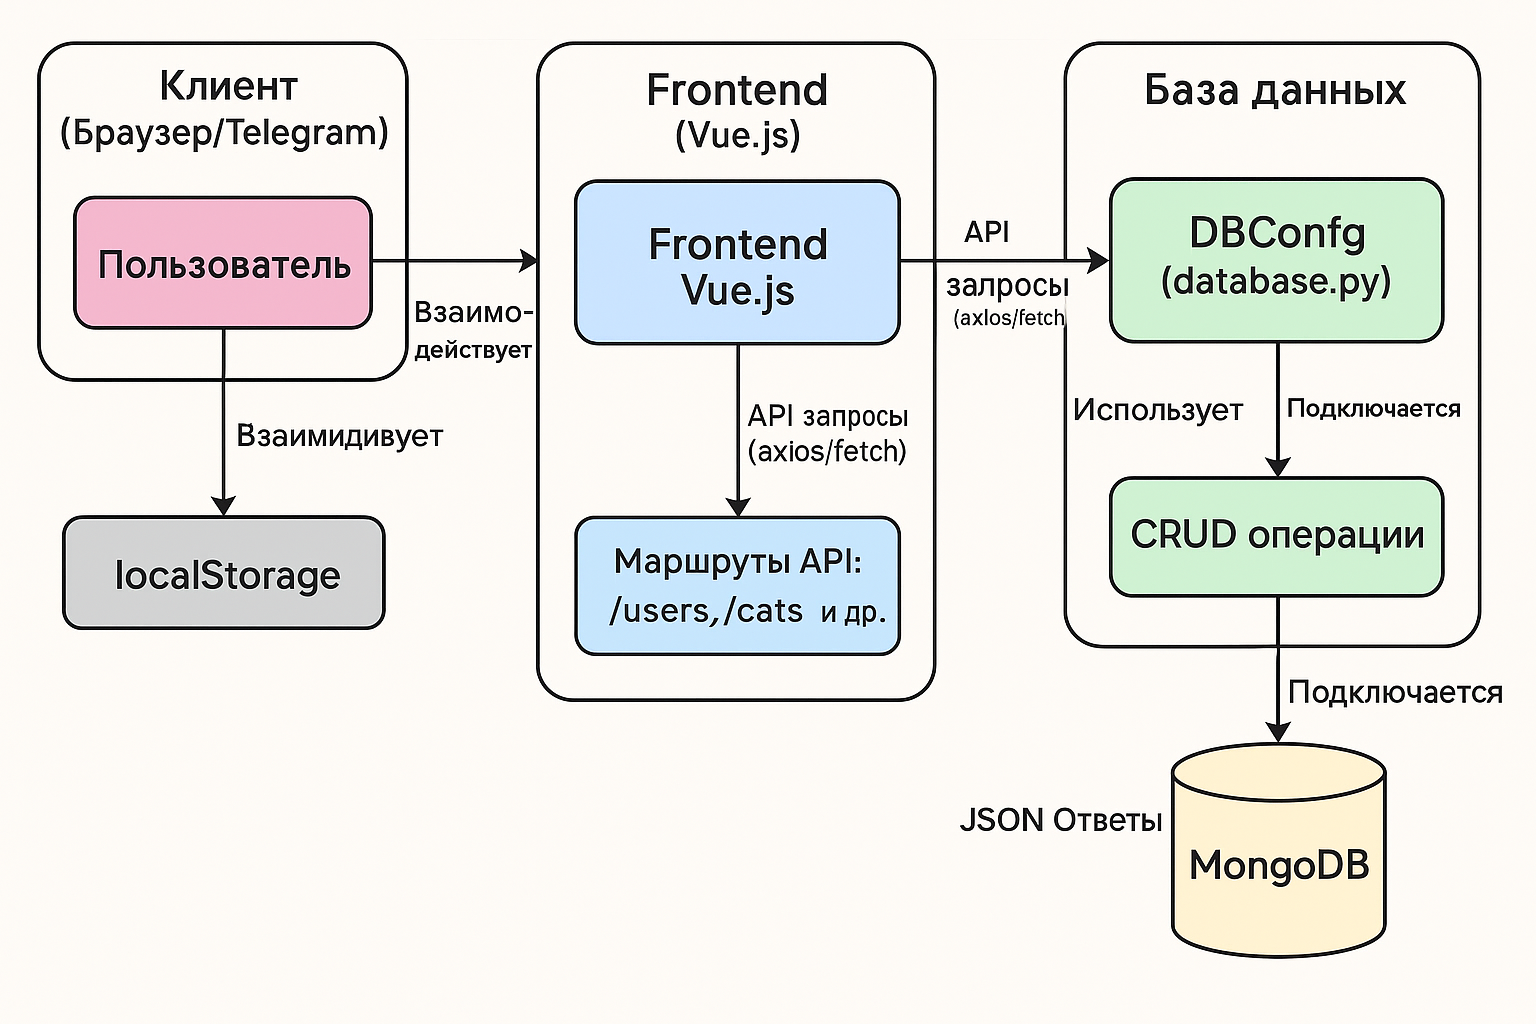 Клиент
(Браузер/Telegram)
Пользователь
Взаимо-
действует
Взаимидивует
localStorage
Frontend
(Vue.js)
Frontend
Vue.js
API запросы
(axios/fetch)
Маршруты API:
/users,/cats и др.
API
запросы
(axlos/fetch
База данных
DBConfg
(database.py)
Использует
Подключается
CRUD операции
Подключается
JSON Ответы
MongoDB